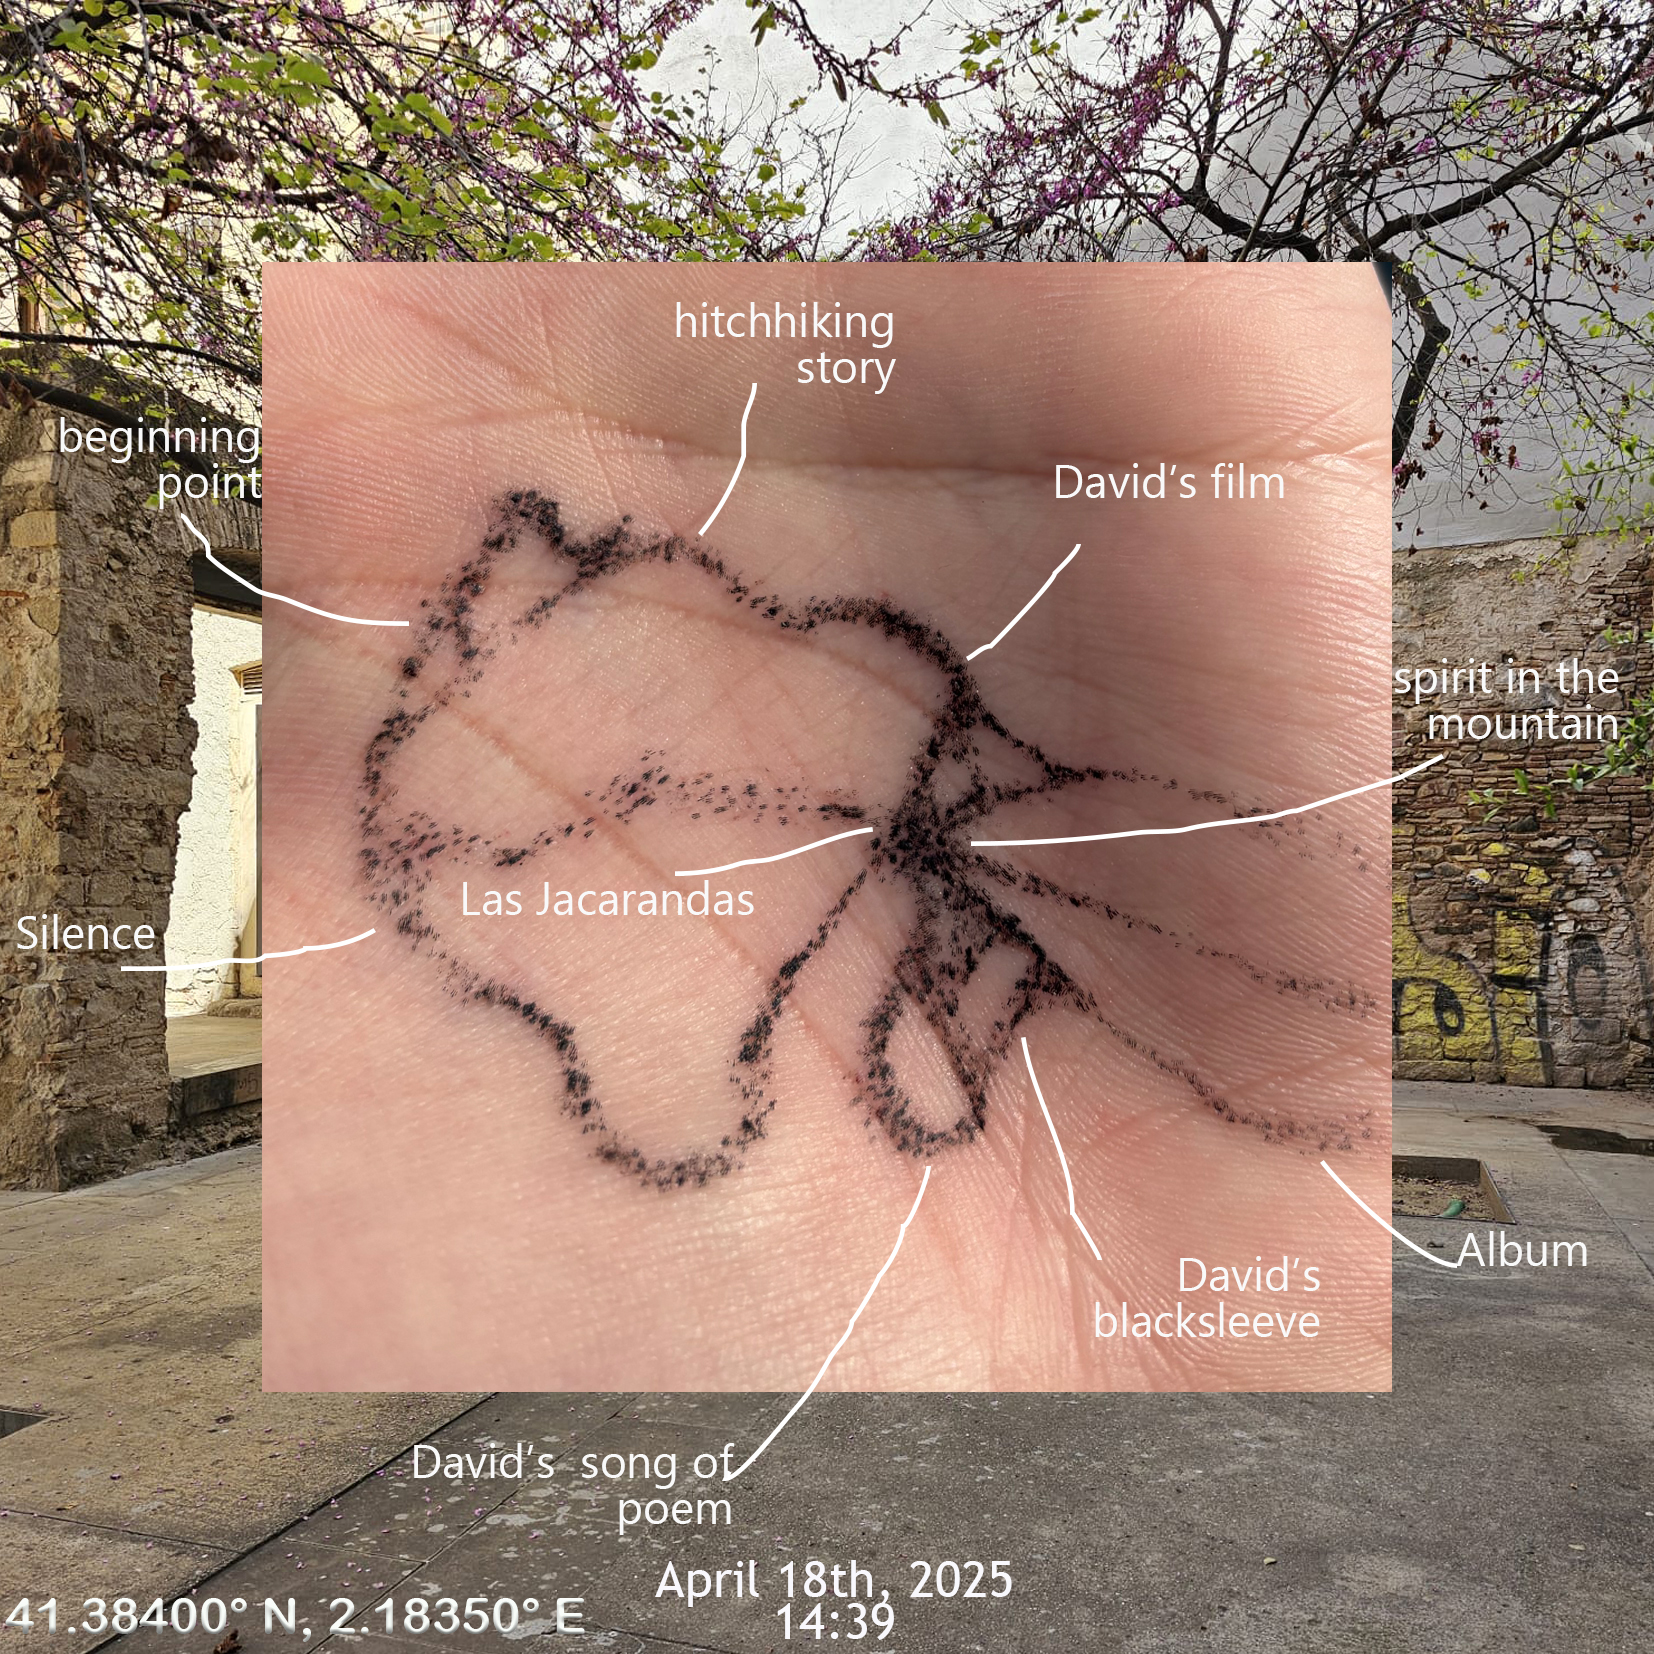 hitchhiking
story
beginning
point
David's film
spirit in the
mountain
Las Jacarandas
Silence
Album
David's
blacksleeve
David's song of
poem
April 18th, 2025
14:39
41.38400° N, 2.18350° E